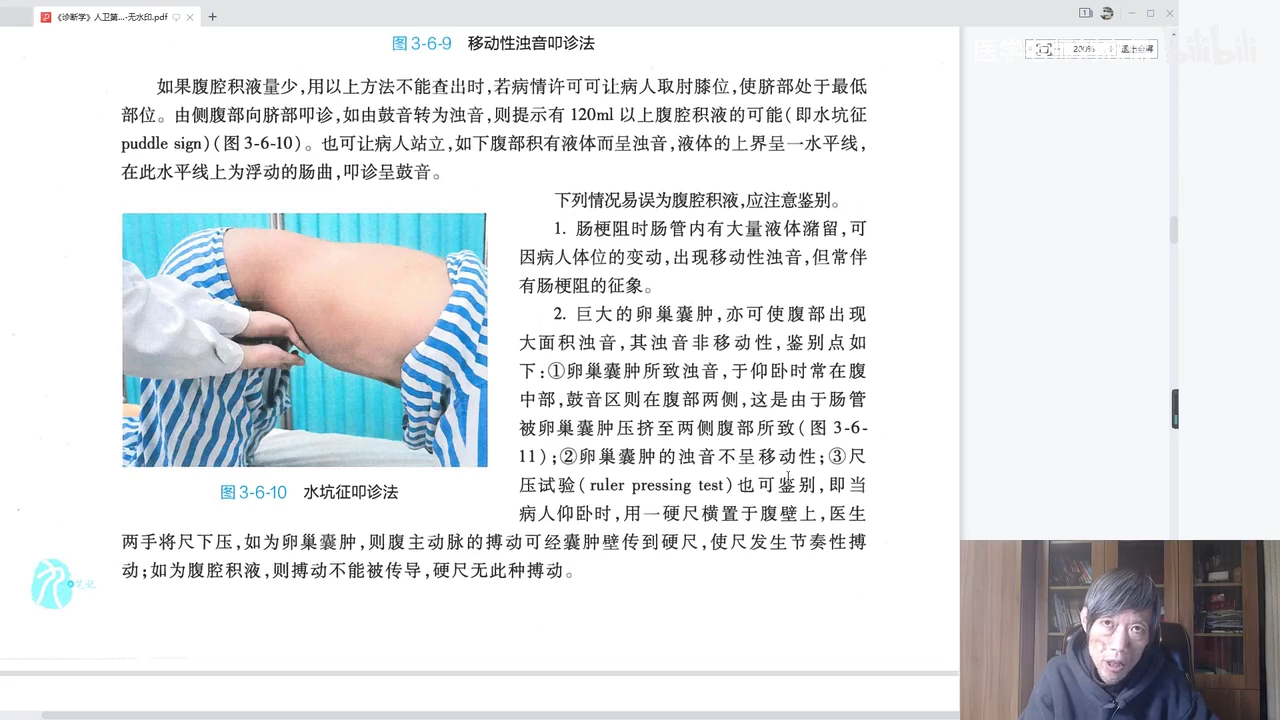 《诊断学》人卫第...-无水印.pdf
200%
退出全屏
bilibili
图3-6-9 移动性浊音叩诊法
如果腹腔积液量少,用以上方法不能查出时,若病情许可可让病人取肘膝位,使脐部处于最低
部位。由侧腹部向脐部叩诊,如由鼓音转为浊音,则提示有120ml以上腹腔积液的可能(即水坑征
puddle sign)(图3-6-10)。也可让病人站立,如下腹部积有液体而呈浊音,液体的上界呈一水平线,
在此水平线上为浮动的肠曲,叩诊呈鼓音。
下列情况易误为腹腔积液,应注意鉴别。
1. 肠梗阻时肠管内有大量液体潴留,可
因病人体位的变动,出现移动性浊音,但常伴
有肠梗阻的征象。
2. 巨大的卵巢囊肿,亦可使腹部出现
大面积浊音,其浊音非移动性,鉴别点如
下:①卵巢囊肿所致浊音,于仰卧时常在腹
中部,鼓音区则在腹部两侧,这是由于肠管
被卵巢囊肿压挤至两侧腹部所致(图3-6-
11);②卵巢囊肿的浊音不呈移动性;③尺
压试验(ruler pressing test)也可鉴别,即当
病人仰卧时,用一硬尺横置于腹壁上,医生
两手将尺下压,如为卵巢囊肿,则腹主动脉的搏动可经囊肿壁传到硬尺,使尺发生节奏性搏
动;如为腹腔积液,则搏动不能被传导,硬尺无此种搏动。
图3-6-10 水坑征叩诊法
笔记